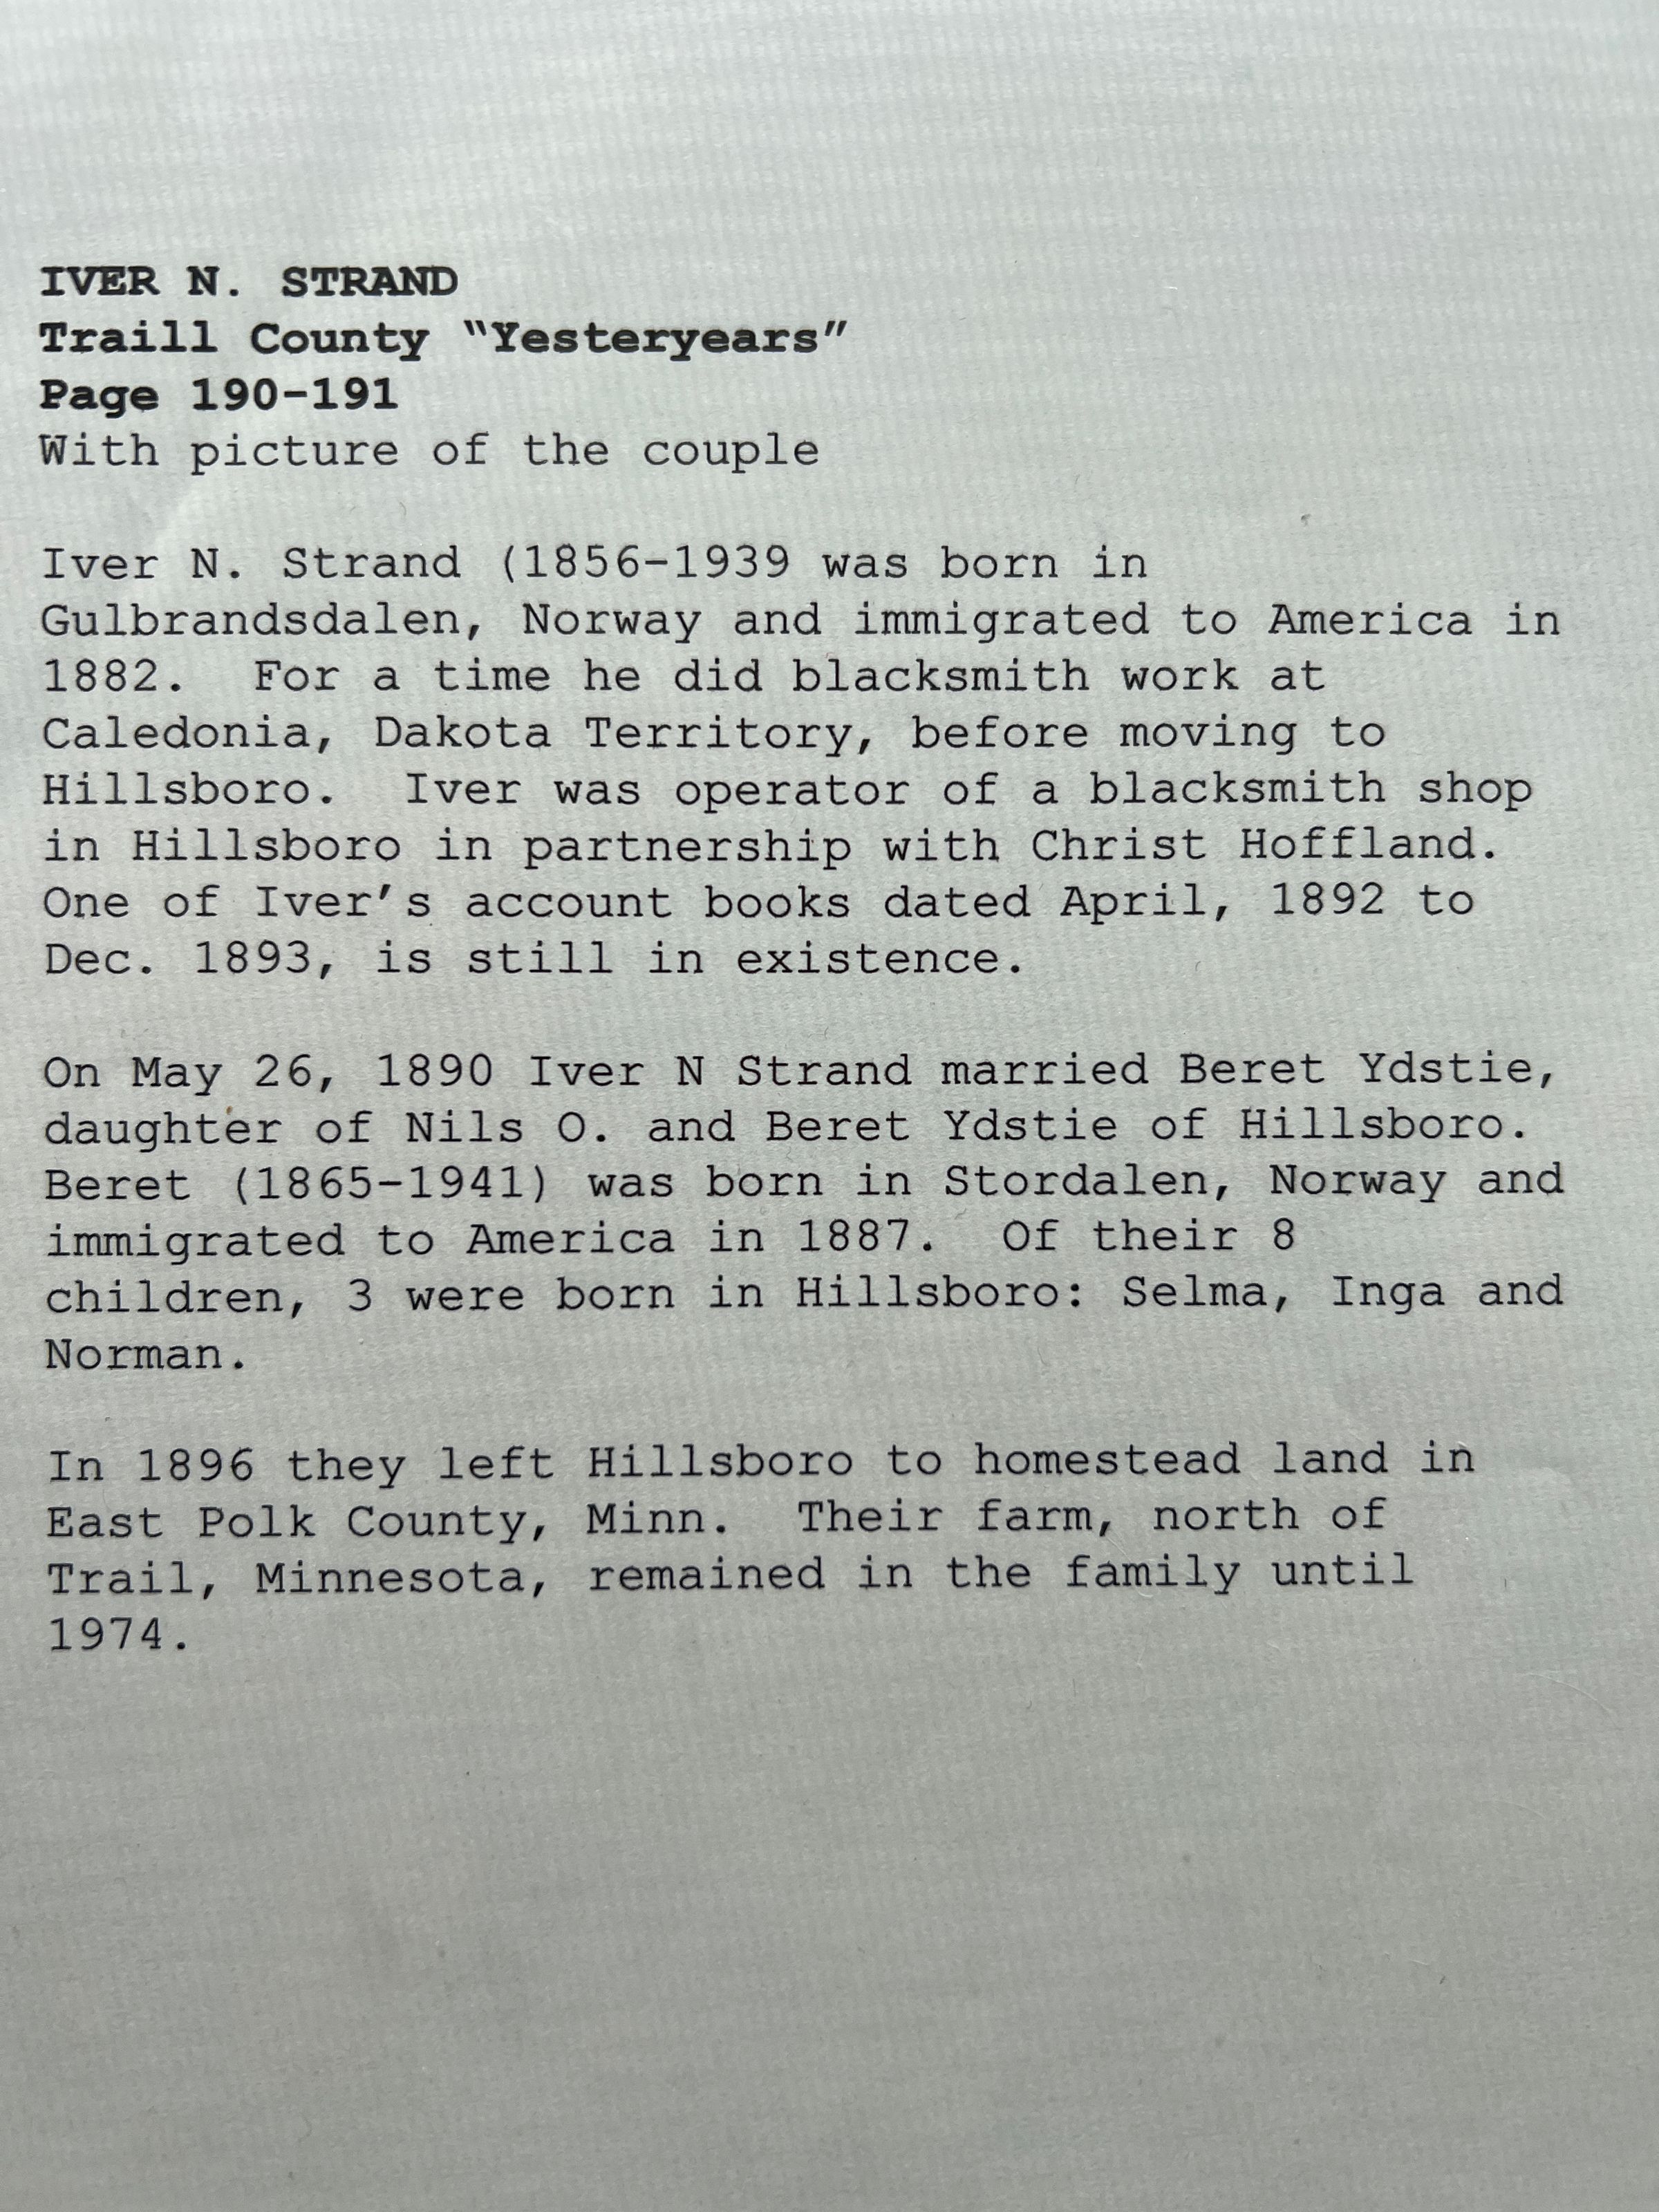 IVER N. STRAND
Traill County “Yesteryears”
Page 190-191
With picture of the couple
Iver N. Strand (1856-1939 was born in
Gulbrandsdalen, Norway and immigrated to America in
1882.  For a time he did blacksmith work at
Caledonia, Dakota Territory, before moving to
Hillsboro.  Iver was operator of a blacksmith shop
in Hillsboro in partnership with Christ Hoffland.
One of Iver’s account books dated April, 1892 to
Dec. 1893, is still in existence.
On May 26, 1890 Iver N Strand married Beret Ydstie,
daughter of Nils O. and Beret Ydstie of Hillsboro.
Beret (1865-1941) was born in Stordalen, Norway and
immigrated to America in 1887.  Of their 8
children, 3 were born in Hillsboro: Selma, Inga and
Norman.
In 1896 they left Hillsboro to homestead land in
East Polk County, Minn.  Their farm, north of
Trail, Minnesota, remained in the family until
1974.